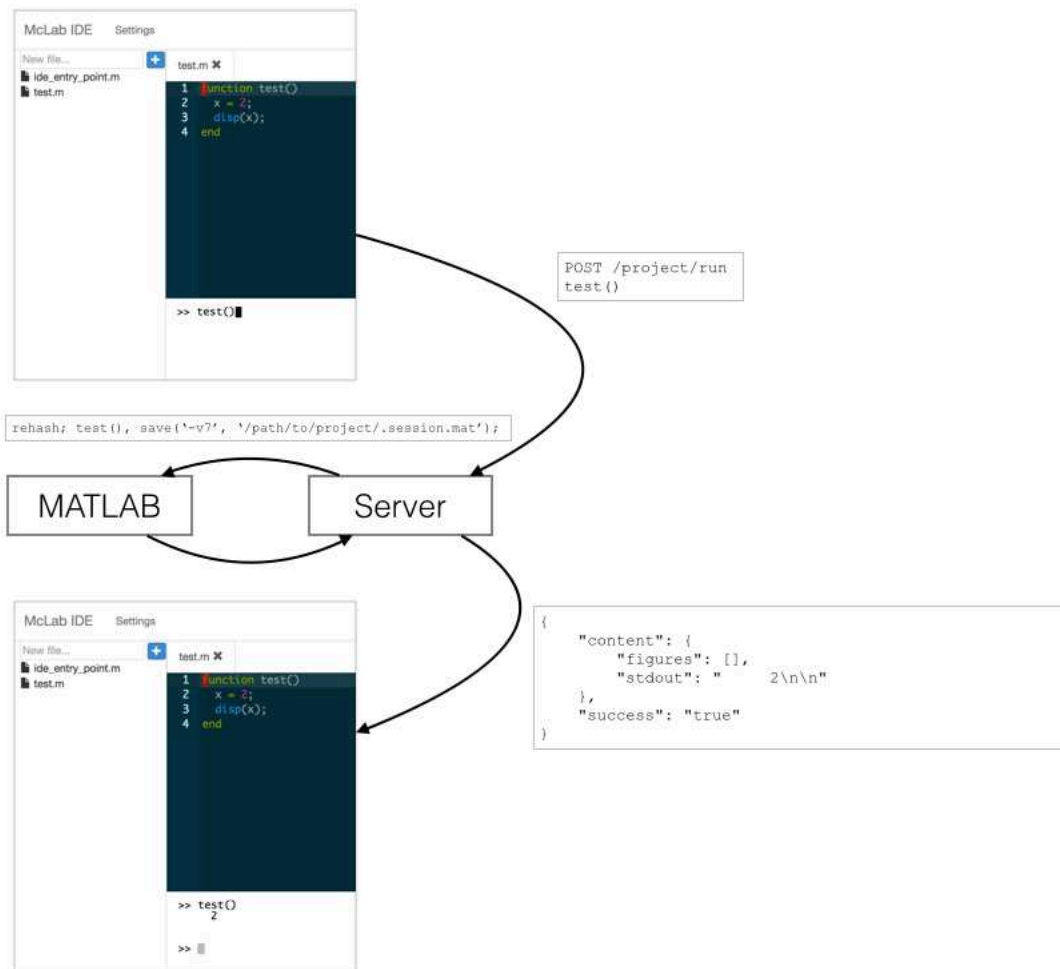 McLab IDE Settings
New file...
ide_entry_point.m
test.m
test.m ✖
1 function test()
2   x = 2;
3   disp(x);
4 end
>> test()
POST /project/run
test()
rehash; test(), save(‘-v7’, ‘/path/to/project/.session.mat’);
MATLAB
Server
McLab IDE Settings
New file...
ide_entry_point.m
test.m
test.m ✖
1 function test()
2   x = 2;
3   disp(x);
4 end
>> test()
     2
>>
{
    "content": {
        "figures": [],
        "stdout": "     2\n\n"
    },
    "success": "true"
}